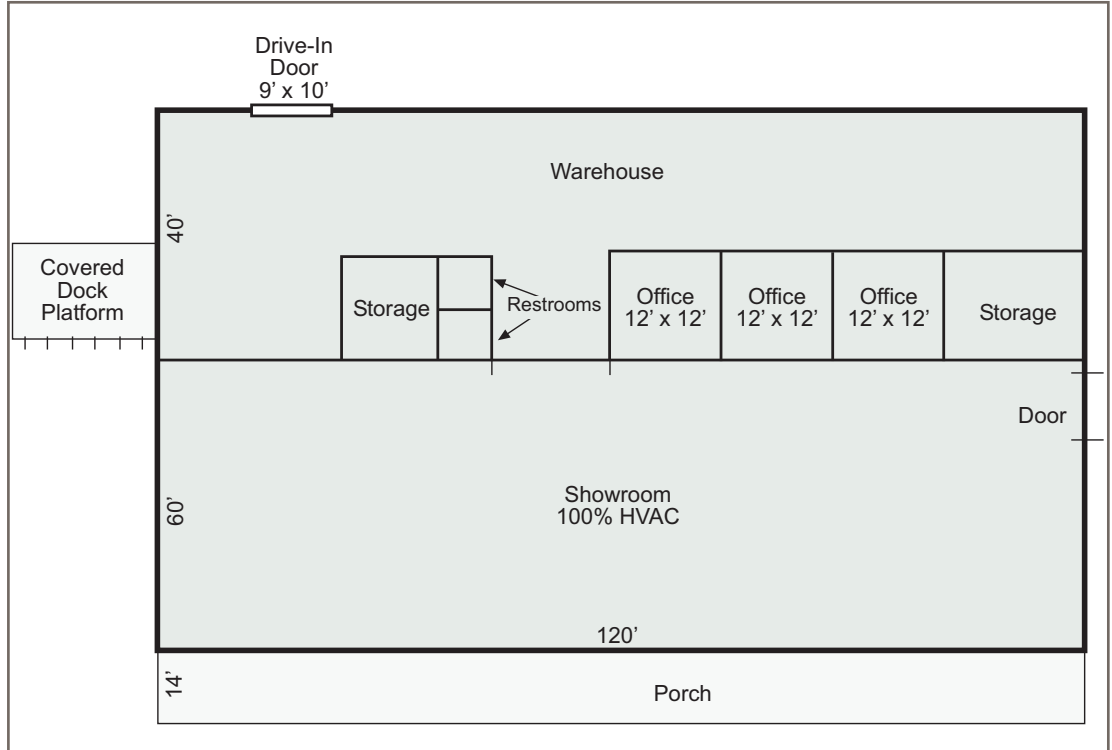 Drive-In
Door
9’ x 10’
Warehouse
40’
Covered
Dock
Platform
Storage
Restrooms
Office
12’ x 12’
Office
12’ x 12’
Office
12’ x 12’
Storage
Door
Showroom
100% HVAC
60’
120’
14’
Porch